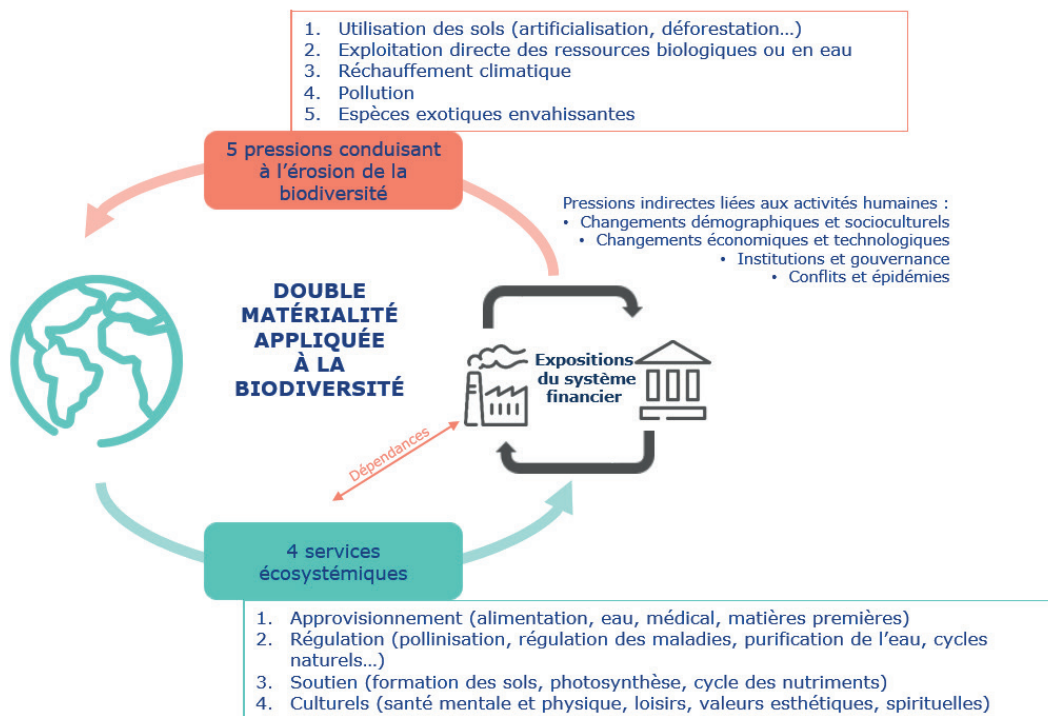 1. Utilisation des sols (artificialisation, déforestation...)
2. Exploitation directe des ressources biologiques ou en eau
3. Réchauffement climatique
4. Pollution
5. Espèces exotiques envahissantes
5 pressions conduisant
à l’érosion de la
biodiversité
Pressions indirectes liées aux activités humaines :
• Changements démographiques et socioculturels
• Changements économiques et technologiques
• Institutions et gouvernance
• Conflits et épidémies
DOUBLE
MATÉRIALITÉ
APPLIQUÉE
À LA
BIODIVERSITÉ
Expositions
du système
financier
Dépendances
4 services
écosystémiques
1. Approvisionnement (alimentation, eau, médical, matières premières)
2. Régulation (pollinisation, régulation des maladies, purification de l’eau, cycles
naturels...)
3. Soutien (formation des sols, photosynthèse, cycle des nutriments)
4. Culturels (santé mentale et physique, loisirs, valeurs esthétiques, spirituelles)